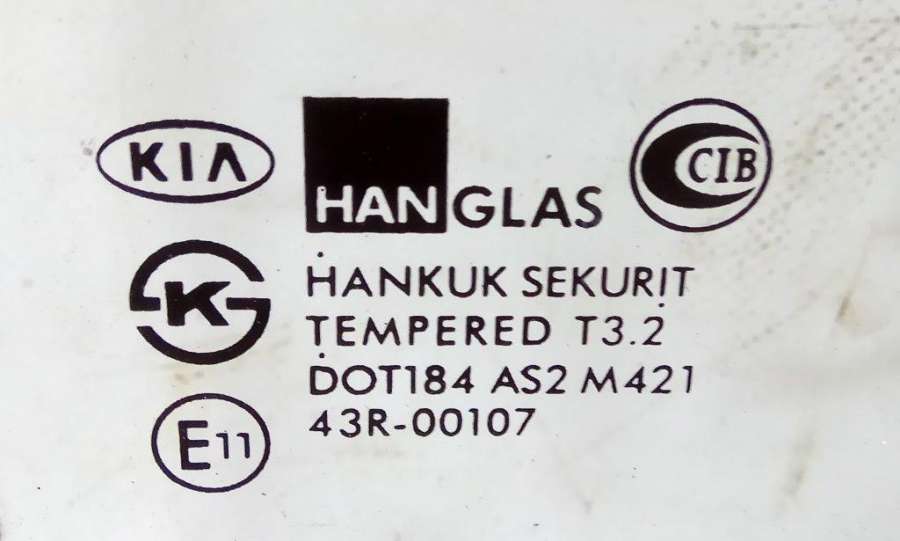 KIA
HANGLAS
CIB
K
HANKUK SEKURIT
TEMPERED T3.2
DOT184 AS2 M421
E11
43R-00107